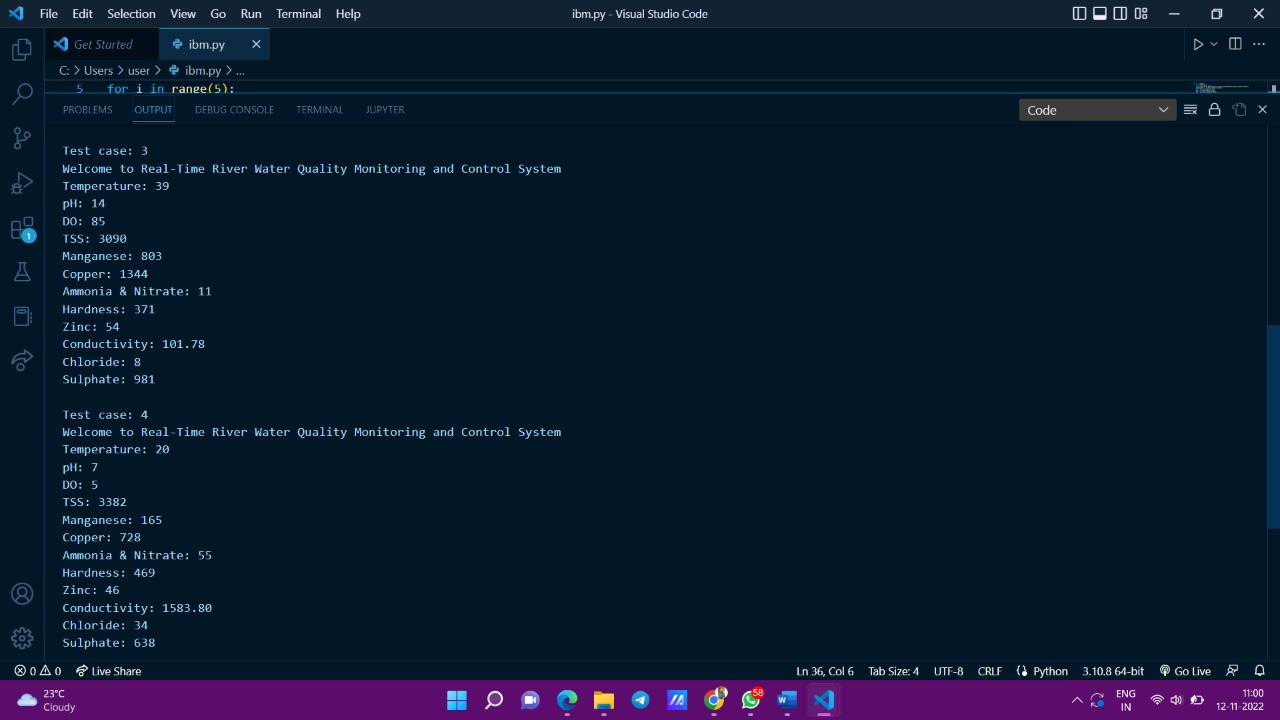 File Edit Selection View Go Run Terminal Help
ibm.py - Visual Studio Code
Get Started
ibm.py
C: > Users > user > ibm.py > ...
5 for i in range(5):
PROBLEMS OUTPUT DEBUG CONSOLE TERMINAL JUPYTER
Code
Test case: 3
Welcome to Real-Time River Water Quality Monitoring and Control System
Temperature: 39
pH: 14
DO: 85
TSS: 3090
Manganese: 803
Copper: 1344
Ammonia & Nitrate: 11
Hardness: 371
Zinc: 54
Conductivity: 101.78
Chloride: 8
Sulphate: 981
Test case: 4
Welcome to Real-Time River Water Quality Monitoring and Control System
Temperature: 20
pH: 7
DO: 5
TSS: 3382
Manganese: 165
Copper: 728
Ammonia & Nitrate: 55
Hardness: 469
Zinc: 46
Conductivity: 1583.80
Chloride: 34
Sulphate: 638
1
0 0 Live Share
Ln 36, Col 6 Tab Size: 4 UTF-8 CRLF Python 3.10.8 64-bit Go Live
23°C
Cloudy
58
ENG
IN
11:00
12-11-2022